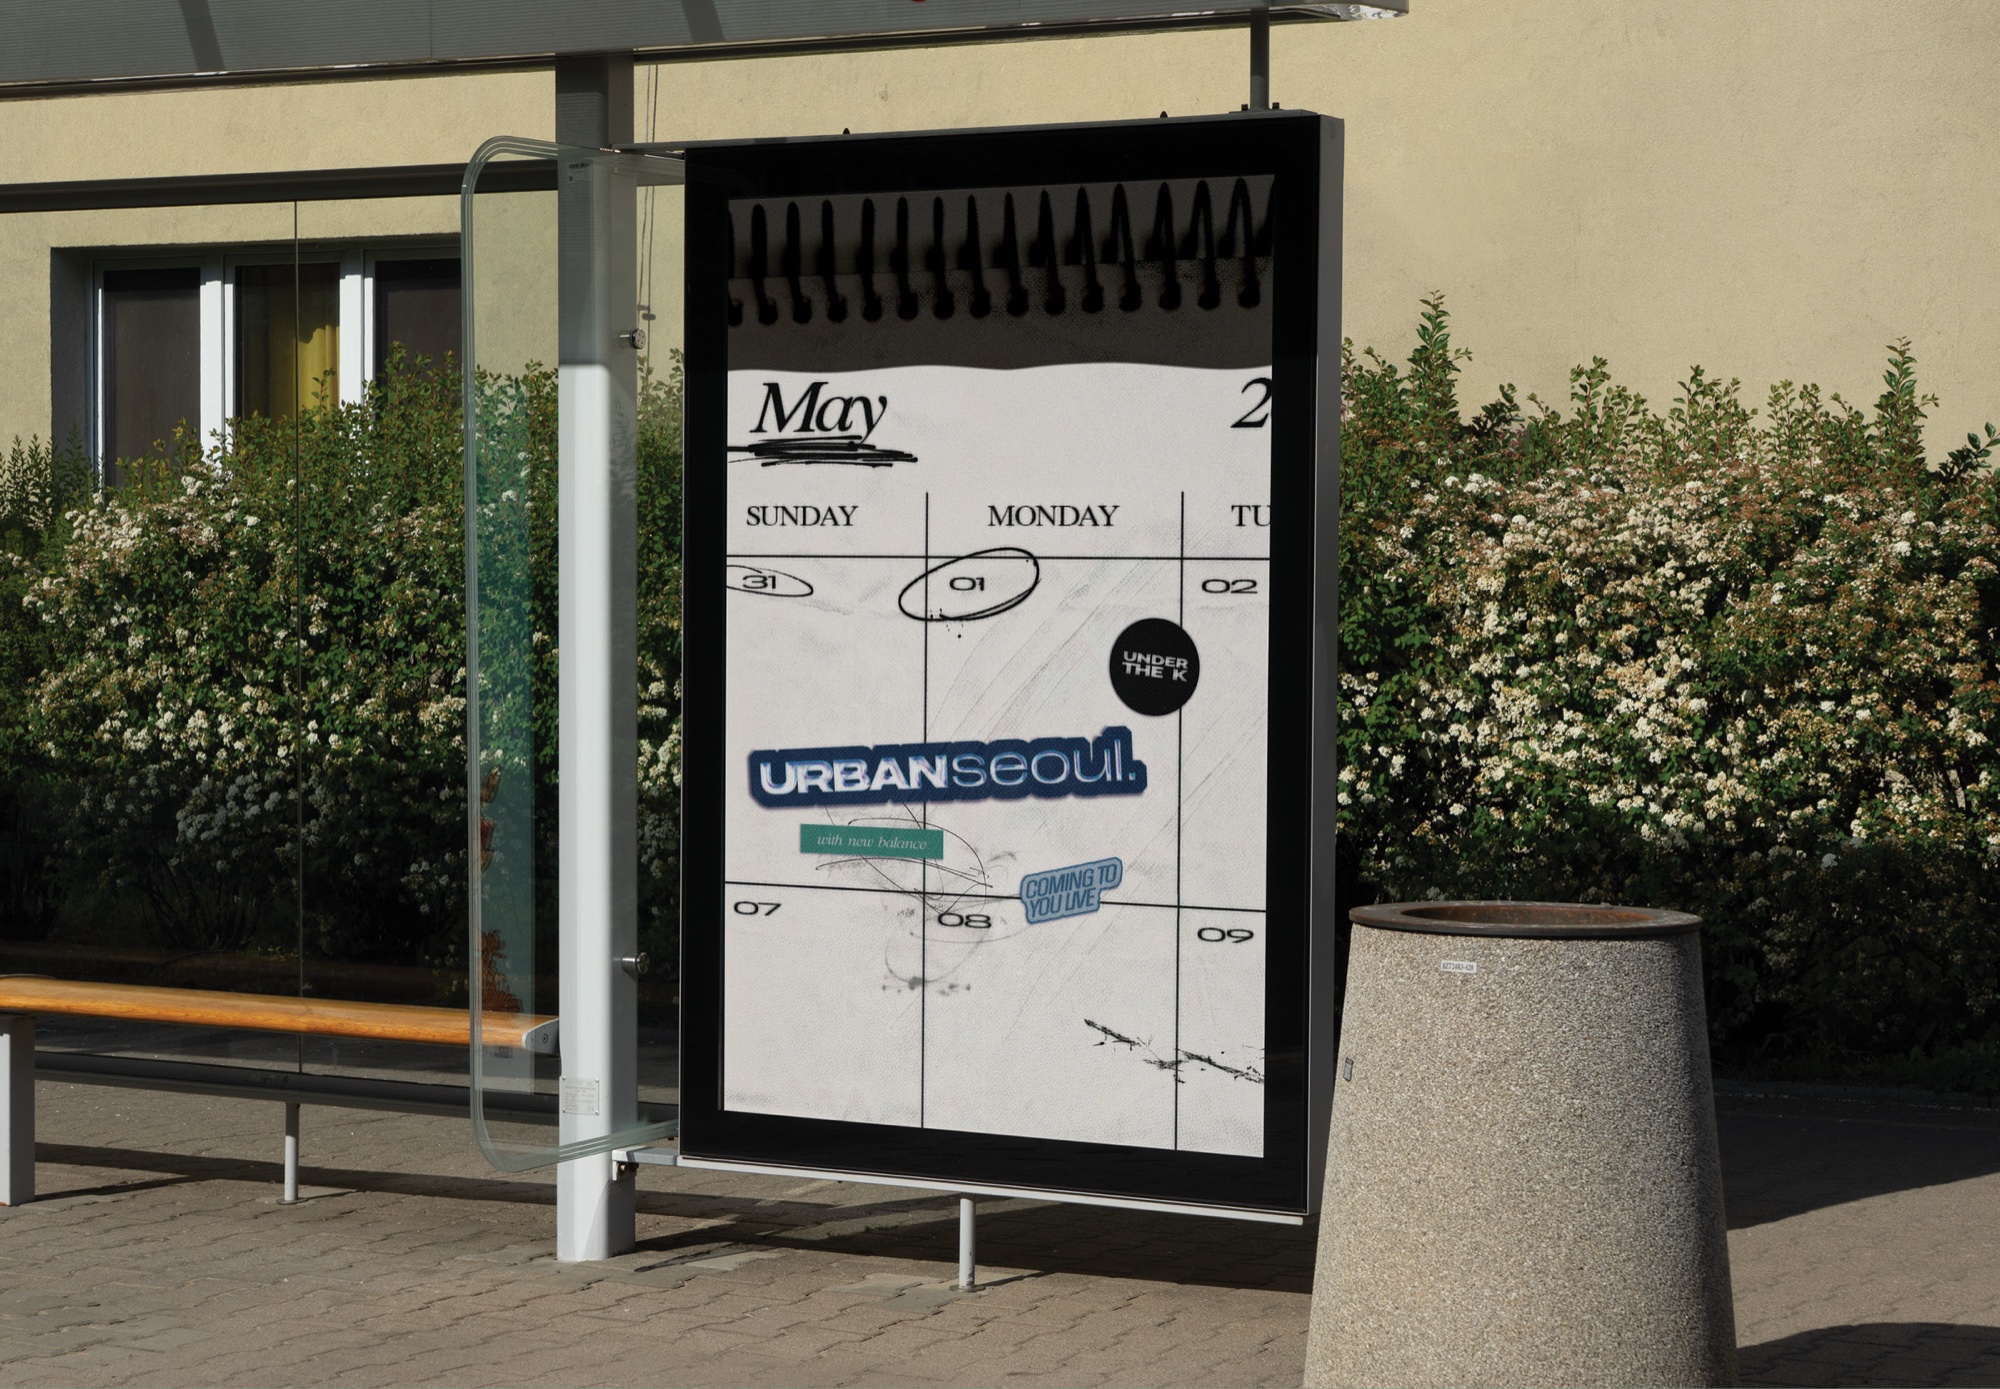 May
2
SUNDAY
MONDAY
TU
31
01
02
UNDER
THE K
URBANseoul.
with new balance
COMING TO
YOU LIVE
07
08
09